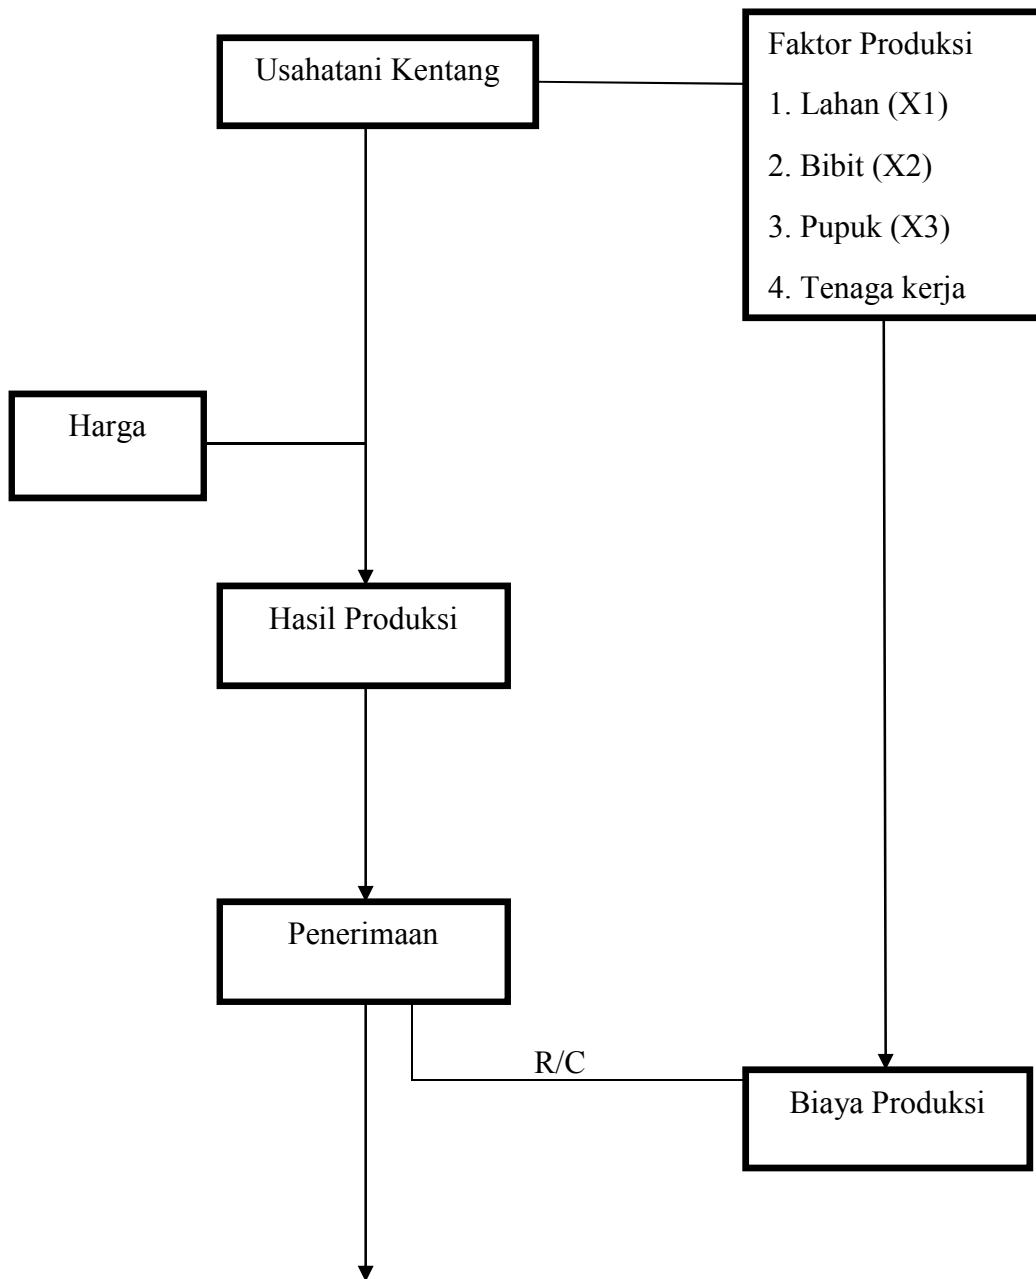 Usahatani Kentang
Faktor Produksi
1. Lahan (X1)
2. Bibit (X2)
3. Pupuk (X3)
4. Tenaga kerja
Harga
Hasil Produksi
Penerimaan
R/C
Biaya Produksi